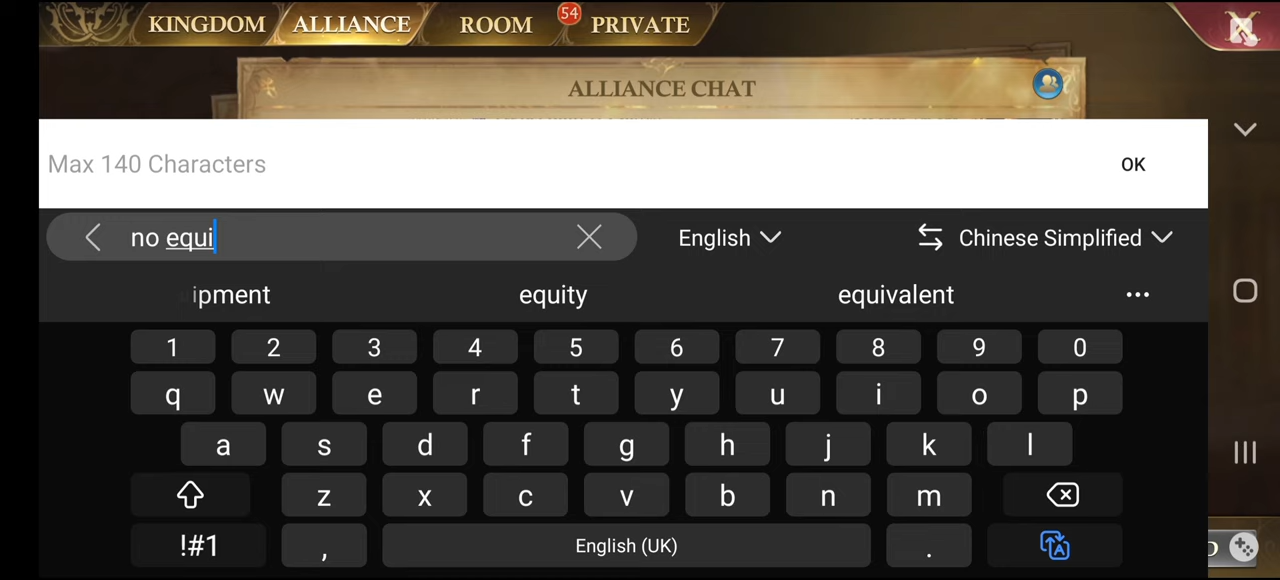 KINGDOM ALLIANCE ROOM 54 PRIVATE
ALLIANCE CHAT
Max 140 Characters OK
no equi English Chinese Simplified
ipment equity equivalent ...
1 2 3 4 5 6 7 8 9 0
q w e r t y u i o p
a s d f g h j k l
z x c v b n m
!#1 , English (UK) .